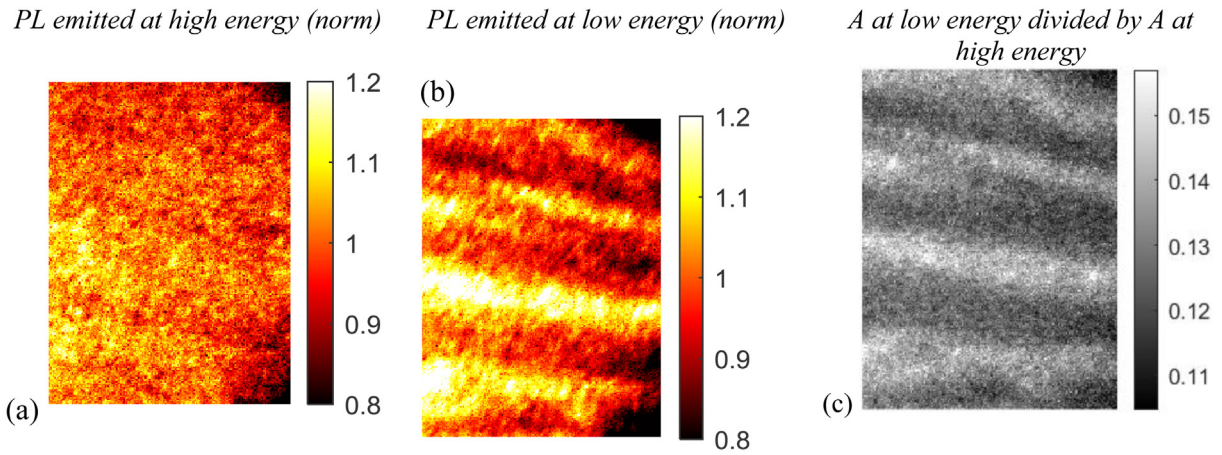 PL emitted at high energy (norm)
PL emitted at low energy (norm)
A at low energy divided by A at
high energy
(a)
1.2
1.1
1
0.9
0.8
(b)
1.2
1.1
1
0.9
0.8
(c)
0.15
0.14
0.13
0.12
0.11